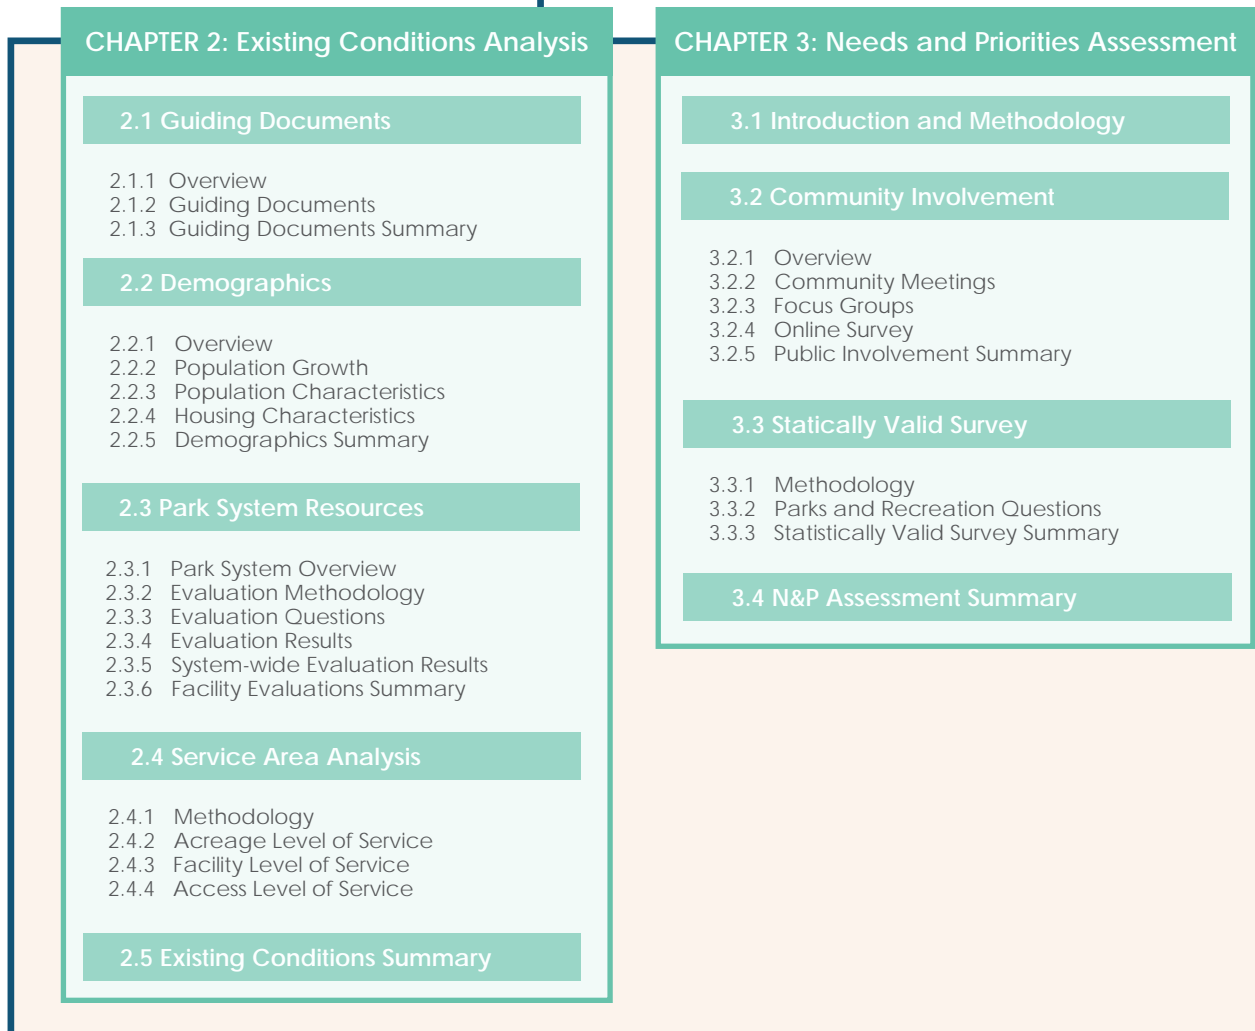 CHAPTER 2: Existing Conditions Analysis
2.1 Guiding Documents
2.1.1 Overview
2.1.2 Guiding Documents
2.1.3 Guiding Documents Summary
2.2 Demographics
2.2.1 Overview
2.2.2 Population Growth
2.2.3 Population Characteristics
2.2.4 Housing Characteristics
2.2.5 Demographics Summary
2.3 Park System Resources
2.3.1 Park System Overview
2.3.2 Evaluation Methodology
2.3.3 Evaluation Questions
2.3.4 Evaluation Results
2.3.5 System-wide Evaluation Results
2.3.6 Facility Evaluations Summary
2.4 Service Area Analysis
2.4.1 Methodology
2.4.2 Acreage Level of Service
2.4.3 Facility Level of Service
2.4.4 Access Level of Service
2.5 Existing Conditions Summary
CHAPTER 3: Needs and Priorities Assessment
3.1 Introduction and Methodology
3.2 Community Involvement
3.2.1 Overview
3.2.2 Community Meetings
3.2.3 Focus Groups
3.2.4 Online Survey
3.2.5 Public Involvement Summary
3.3 Statically Valid Survey
3.3.1 Methodology
3.3.2 Parks and Recreation Questions
3.3.3 Statistically Valid Survey Summary
3.4 N&P Assessment Summary